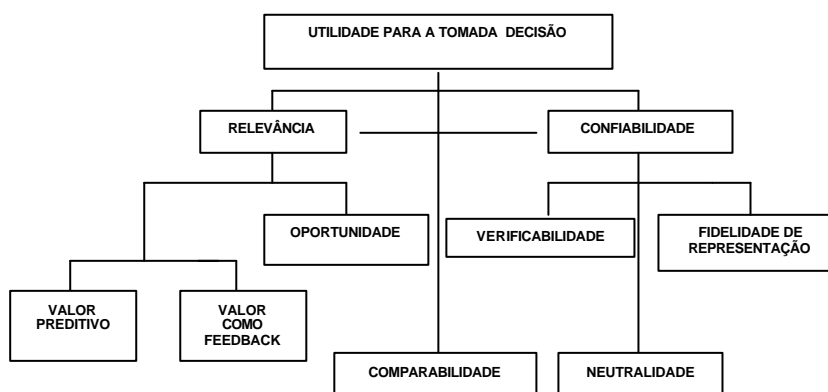 UTILIDADE PARA A TOMADA DECISÃO
RELEVÂNCIA
CONFIABILIDADE
OPORTUNIDADE
VERIFICABILIDADE
FIDELIDADE DE
REPRESENTAÇÃO
VALOR
PREDITIVO
VALOR
COMO
FEEDBACK
COMPARABILIDADE
NEUTRALIDADE